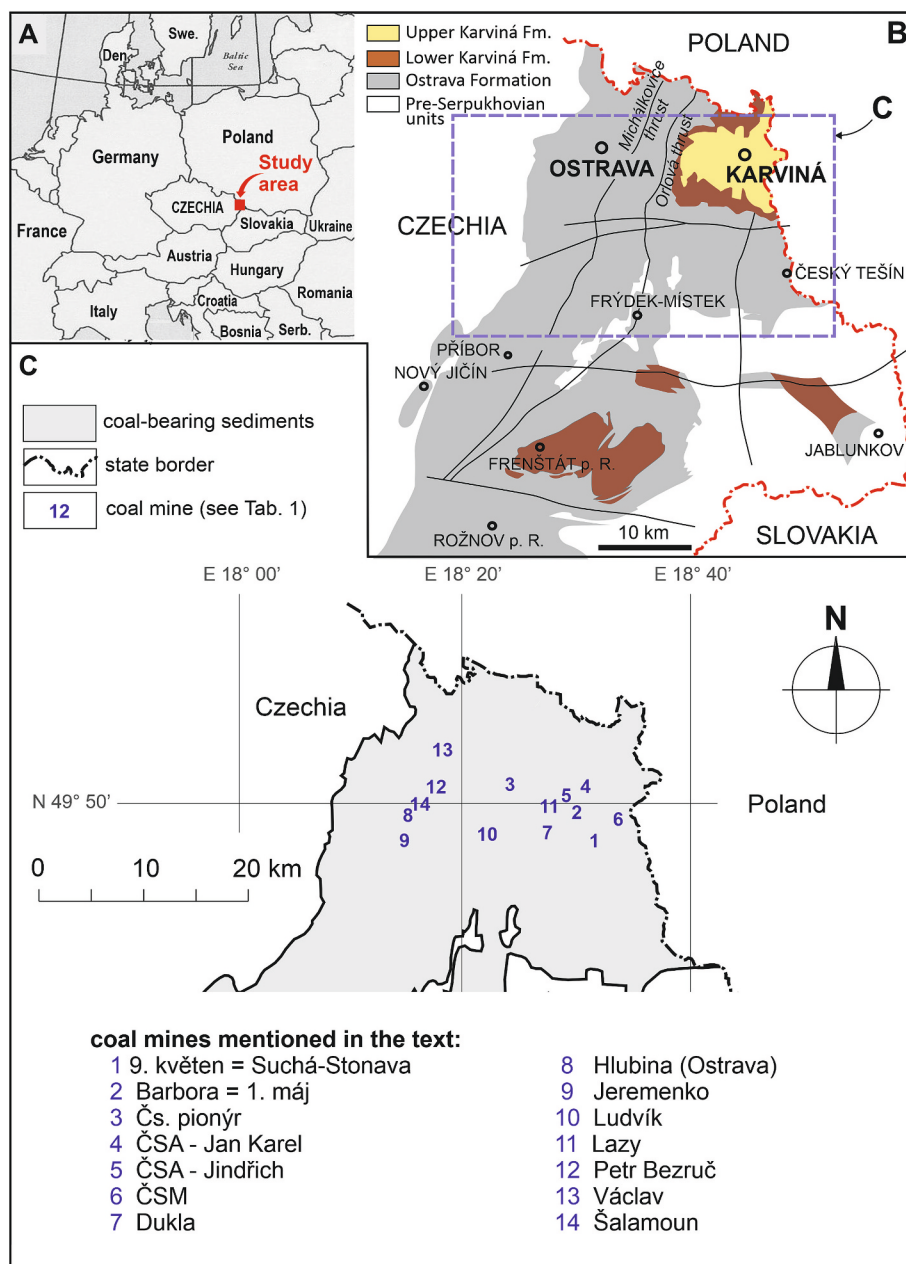 A
Swe.
Den.
Baltic
Sea
Poland
Germany
Study
area
CZECHIA
Slovakia
Ukraine
France
Austria
Hungary
Romania
Croatia
Italy
Bosnia
Serb.
B
Upper Karviná Fm.
Lower Karviná Fm.
Ostrava Formation
Pre-Serpukhovian
units
POLAND
C
Michálkovice
thrust
Orlová thrust
OSTRAVA
KARVINÁ
CZECHIA
ČESKÝ TEŠÍN
FRÝDEK-MÍSTEK
PŘÍBOR
NOVÝ JIČÍN
FRENŠTÁT p. R.
JABLUNKOV
ROŽNOV p. R.
10 km
SLOVAKIA
C
coal-bearing sediments
state border
12 coal mine (see Tab. 1)
E 18° 00’
E 18° 20’
E 18° 40’
N
Czechia
13
12
3
4
5
N 49° 50’
14
11
2
Poland
8
6
9
10
7
1
0 10 20 km
coal mines mentioned in the text:
1 9. květen = Suchá-Stonava
2 Barbora = 1. máj
3 Čs. pionýr
4 ČSA - Jan Karel
5 ČSA - Jindřich
6 ČSM
7 Dukla
8 Hlubina (Ostrava)
9 Jeremenko
10 Ludvík
11 Lazy
12 Petr Bezruč
13 Václav
14 Šalamoun